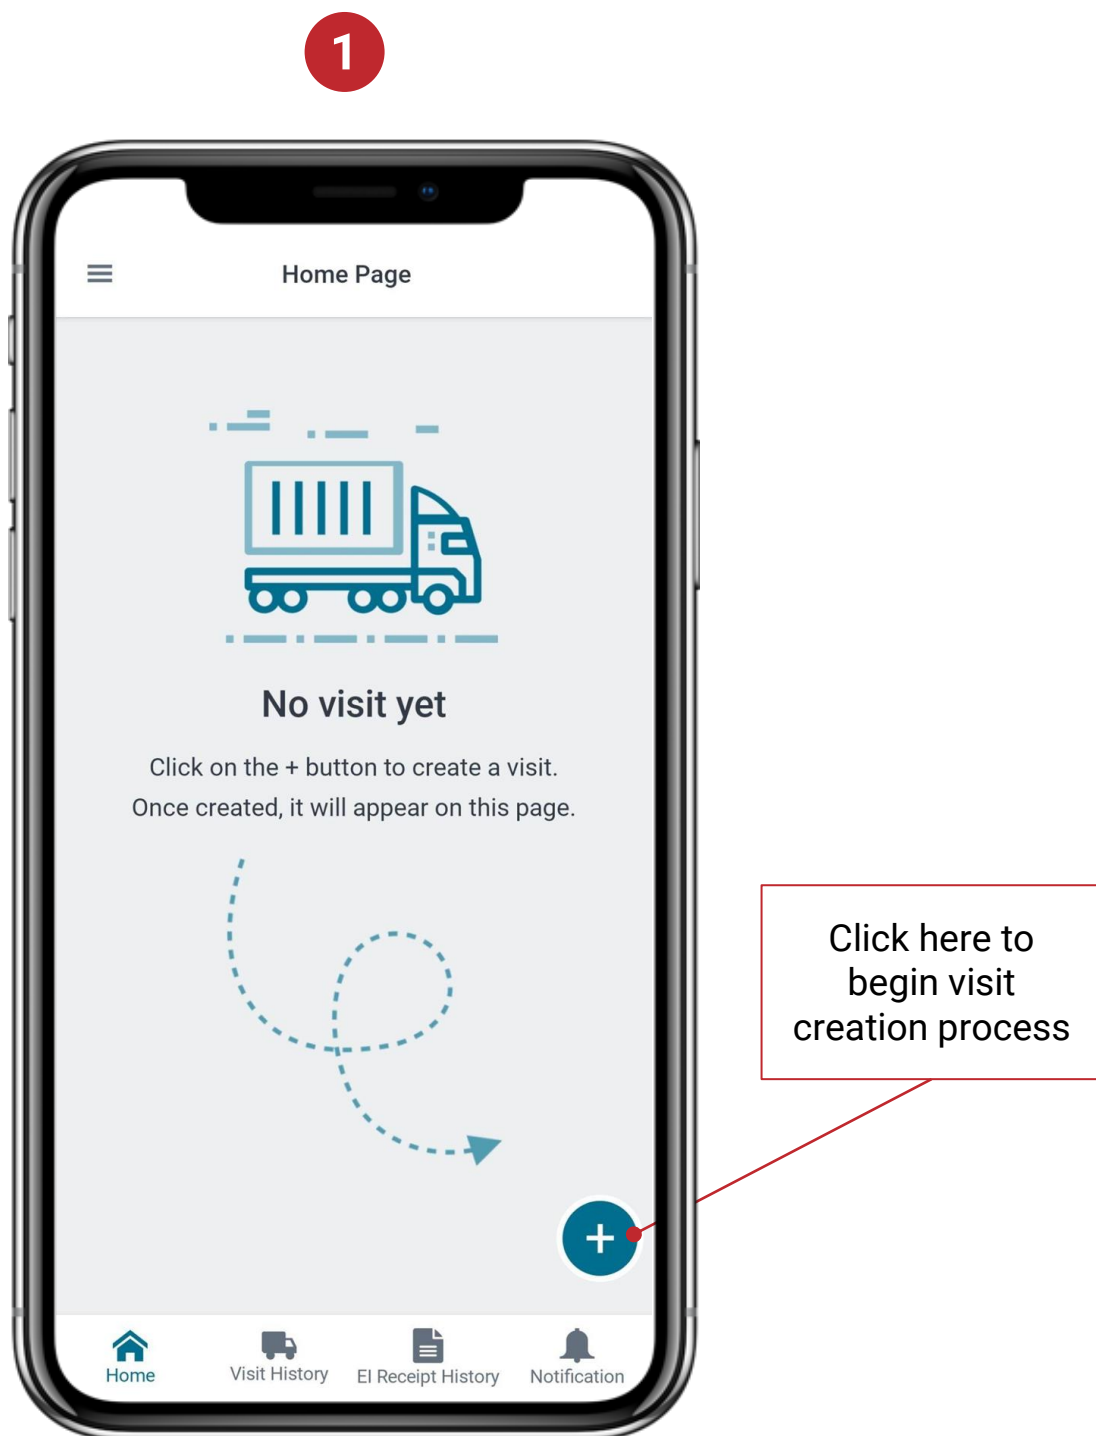 1
Home Page
No visit yet
Click on the + button to create a visit.
Once created, it will appear on this page.
Click here to
begin visit
creation process
+
Home
Visit History
EI Receipt History
Notification